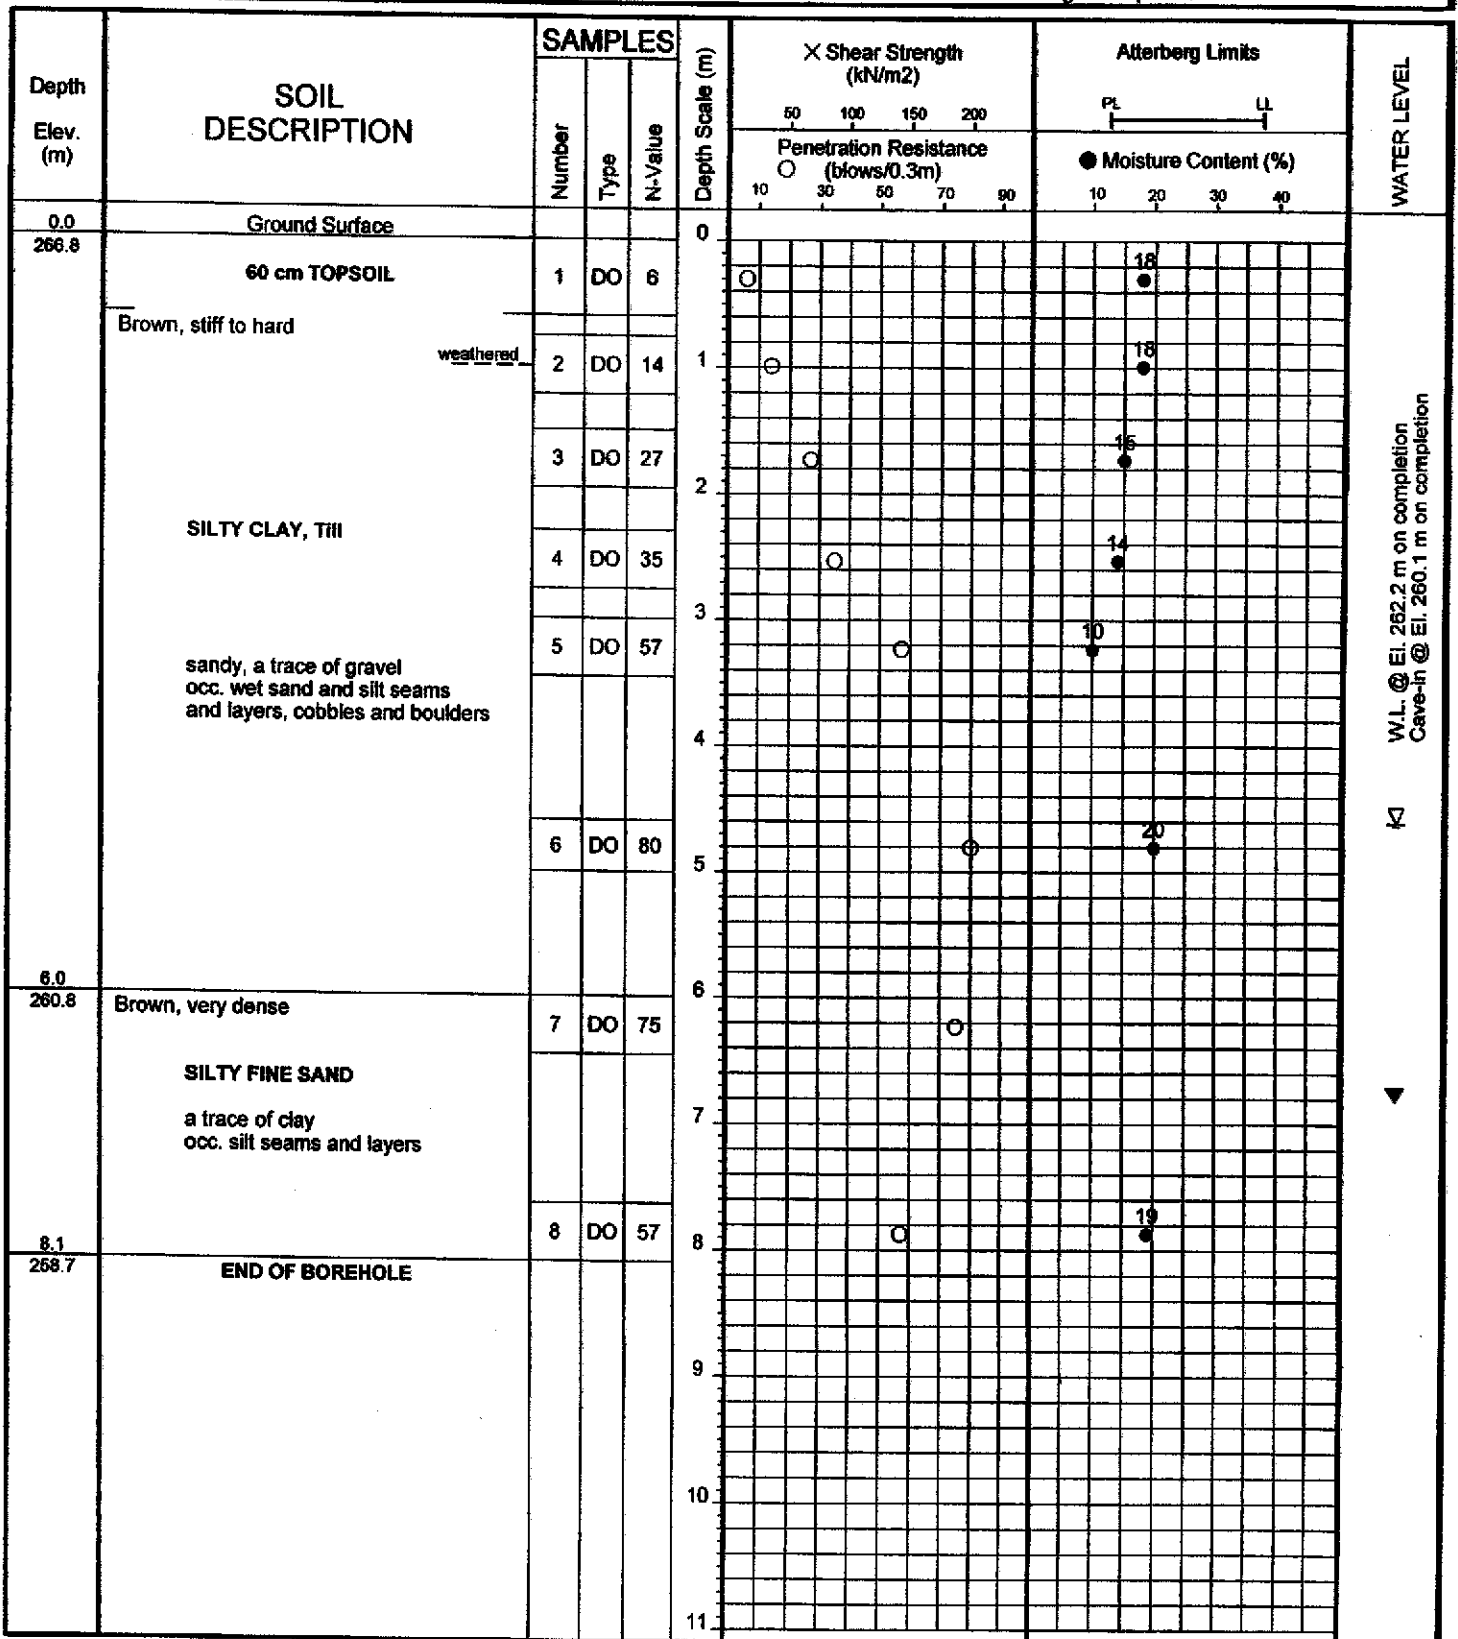 SAMPLES
Depth
Elev.
(m)
SOIL
DESCRIPTION
Number
Type
N-Value
Depth Scale (m)
× Shear Strength
(kN/m2)
50 100 150 200
Penetration Resistance
(blows/0.3m)
10 30 50 70 90
Atterberg Limits
PL LL
Moisture Content (%)
10 20 30 40
WATER LEVEL
0.0
266.8
Ground Surface
0
60 cm TOPSOIL
1 DO 6
18
Brown, stiff to hard
weathered
2 DO 14
1
18
3 DO 27
15
2
SILTY CLAY, Till
4 DO 35
14
3
5 DO 57
10
sandy, a trace of gravel
occ. wet sand and silt seams
and layers, cobbles and boulders
4
W.L. @ El. 262.2 m on completion
Cave-in @ El. 260.1 m on completion
6 DO 80
20
5
6.0
260.8
6
Brown, very dense
7 DO 75
SILTY FINE SAND
7
a trace of clay
occ. silt seams and layers
8 DO 57
19
8
8.1
258.7
END OF BOREHOLE
9
10
11